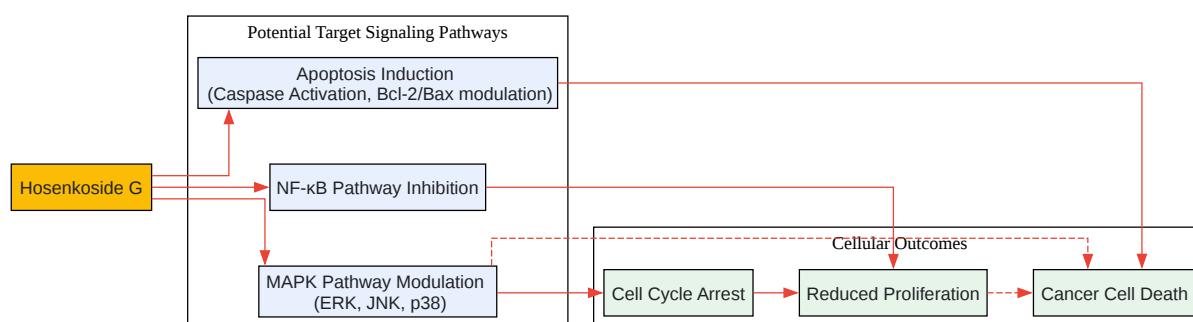 Potential Target Signaling Pathways
Apoptosis Induction
(Caspase Activation, Bcl-2/Bax modulation)
Hosenkoside G
NF-κB Pathway Inhibition
MAPK Pathway Modulation
(ERK, JNK, p38)
Cellular Outcomes
Cell Cycle Arrest
Reduced Proliferation
Cancer Cell Death